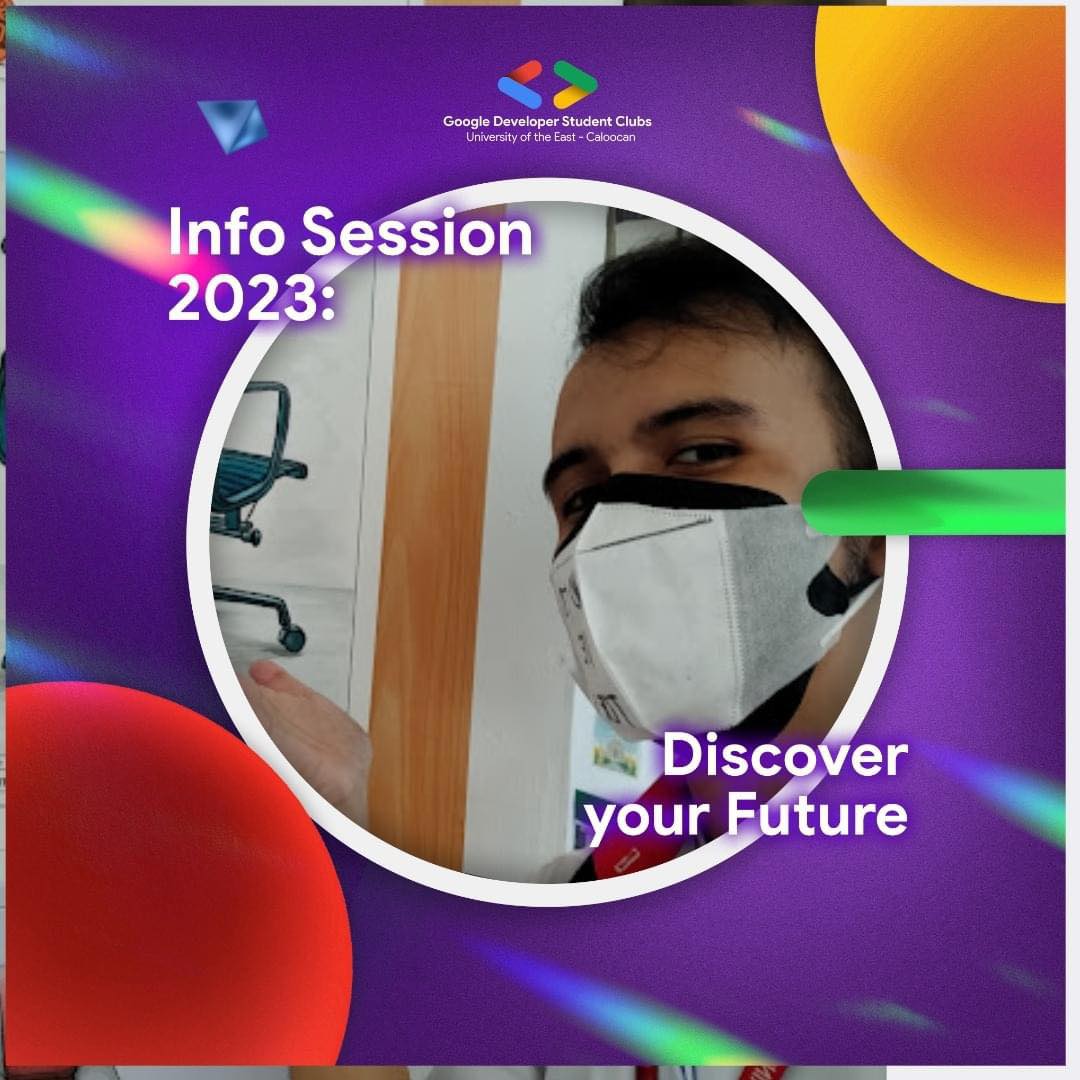 Google Developer Student Clubs
University of the East - Caloocan
Info Session
2023:
Discover
your Future